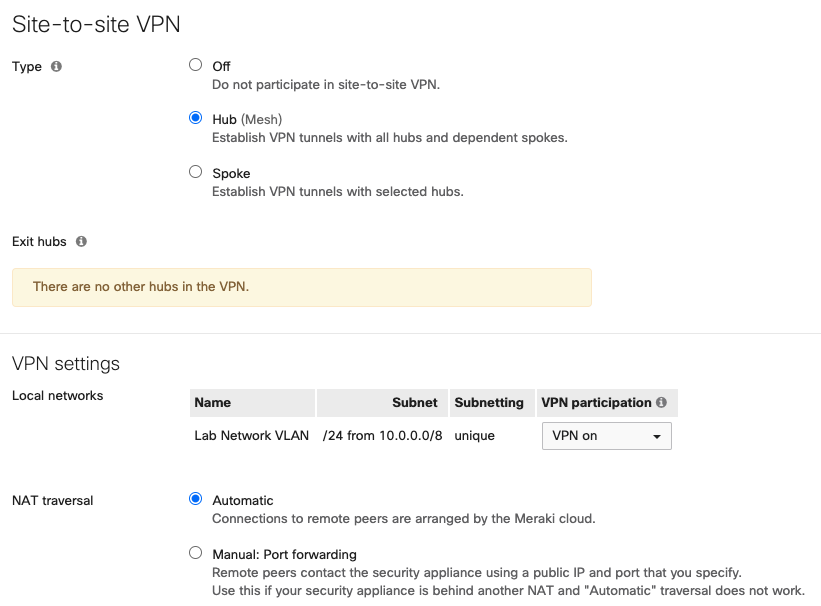 Site-to-site VPN
Type
Off
Do not participate in site-to-site VPN.
Hub (Mesh)
Establish VPN tunnels with all hubs and dependent spokes.
Spoke
Establish VPN tunnels with selected hubs.
Exit hubs
There are no other hubs in the VPN.
VPN settings
Local networks
Name Subnet Subnetting VPN participation
Lab Network VLAN /24 from 10.0.0.0/8 unique VPN on
NAT traversal
Automatic
Connections to remote peers are arranged by the Meraki cloud.
Manual: Port forwarding
Remote peers contact the security appliance using a public IP and port that you specify.
Use this if your security appliance is behind another NAT and "Automatic" traversal does not work.